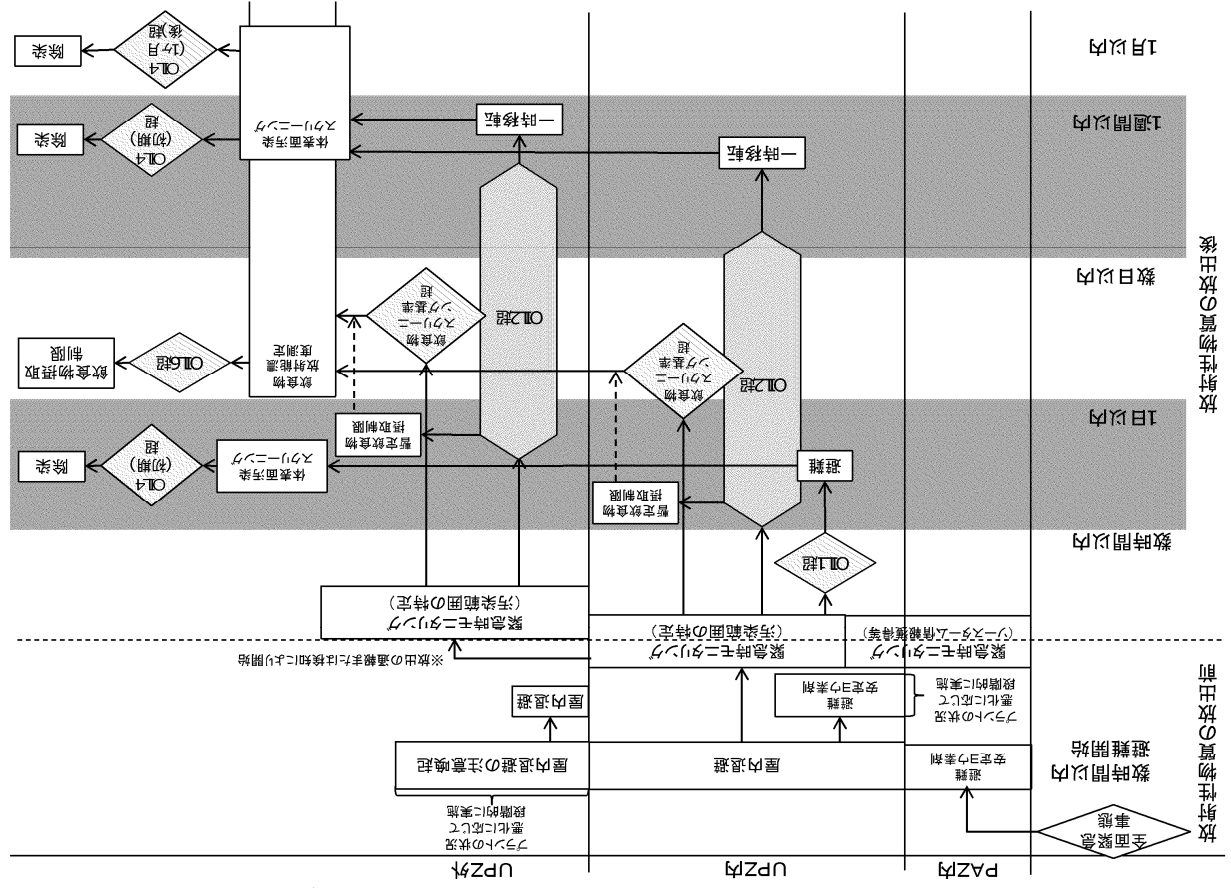 PAZ内
UPZ内
UPZ外
放射性物質の放出前
全面緊急
事態
数時間以内
避難開始
避難
安定ヨウ素剤
屋内退避
屋内退避の注意喚起
プラントの状況
悪化に応じて
段階的に実施
プラントの状況
悪化に応じて
段階的に実施
避難
安定ヨウ素剤
屋内退避
※放出の通報または検知により開始
緊急時モニタリング
(ソースターム情報獲得等)
緊急時モニタリング
(汚染範囲の特定)
緊急時モニタリング
(汚染範囲の特定)
放射性物質の放出後
数時間以内
OIL1超
1日以内
避難
暫定飲食物
摂取制限
暫定飲食物
摂取制限
体表面汚染
スクリーニング
OIL4
(初期)
超
除染
数日以内
OIL2超
飲食物
スクリーニ
ング基準
超
OIL2超
飲食物
スクリーニ
ング基準
超
飲食物
放射能濃
度測定
OIL6超
飲食物摂取
制限
1週間以内
一時移転
一時移転
体表面汚染
スクリーニング
OIL4
(初期)
超
除染
1月以内
OIL4
(1ケ月
後)超
除染